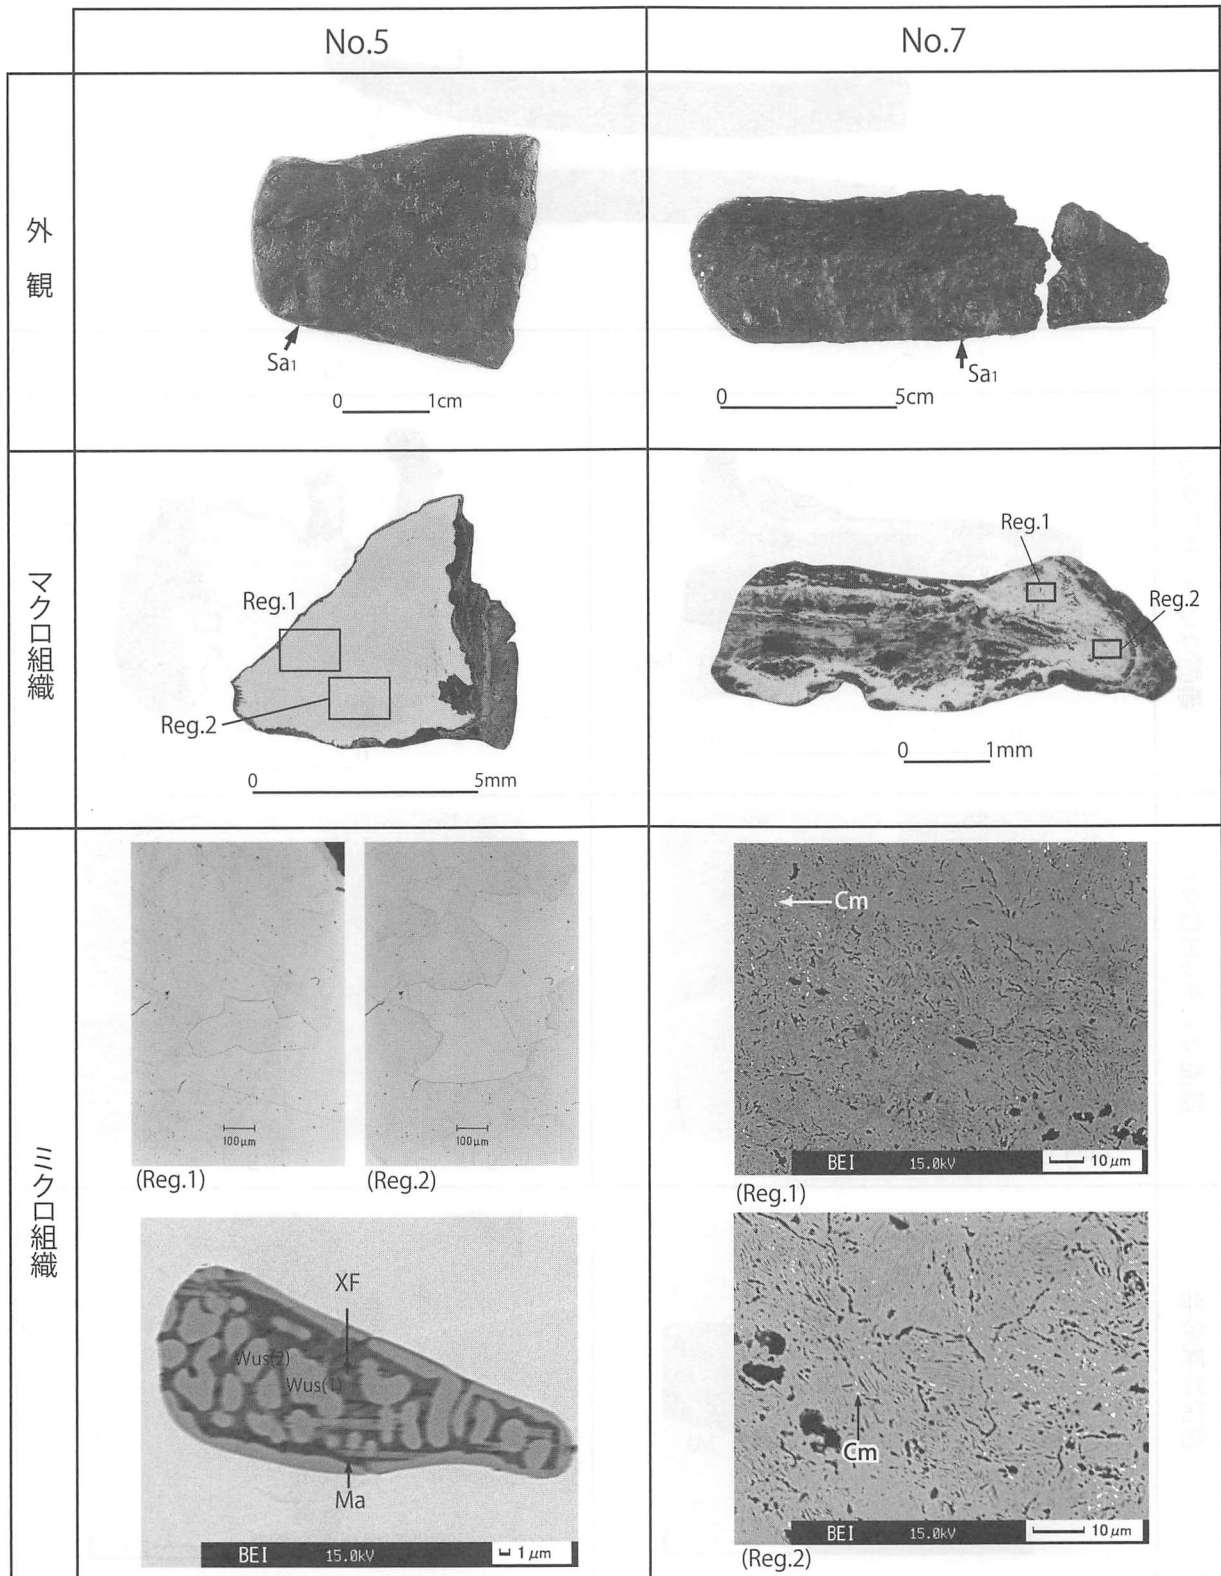 No.5
No.7
外観
Sa1
0 1cm
Sa1
0 5cm
マクロ組織
Reg.1
Reg.2
0 5mm
Reg.1
Reg.2
0 1mm
ミクロ組織
100μm
(Reg.1)
100μm
(Reg.2)
XF
Wus(2)
Wus(1)
Ma
BEI 15.0kV 1μm
Cm
BEI 15.0kV 10μm
(Reg.1)
Cm
BEI 15.0kV 10μm
(Reg.2)